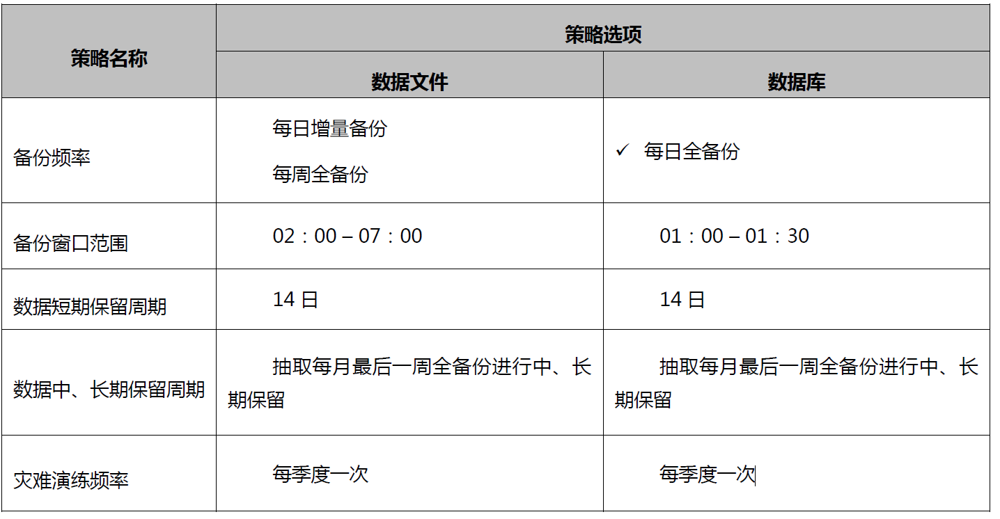 策略名称
策略选项
数据文件
数据库
备份频率
每日增量备份
每周全备份
✓ 每日全备份
备份窗口范围
02：00 – 07：00
01：00 – 01：30
数据短期保留周期
14 日
14 日
数据中、长期保留周期
抽取每月最后一周全备份进行中、长
期保留
抽取每月最后一周全备份进行中、长
期保留
灾难演练频率
每季度一次
每季度一次